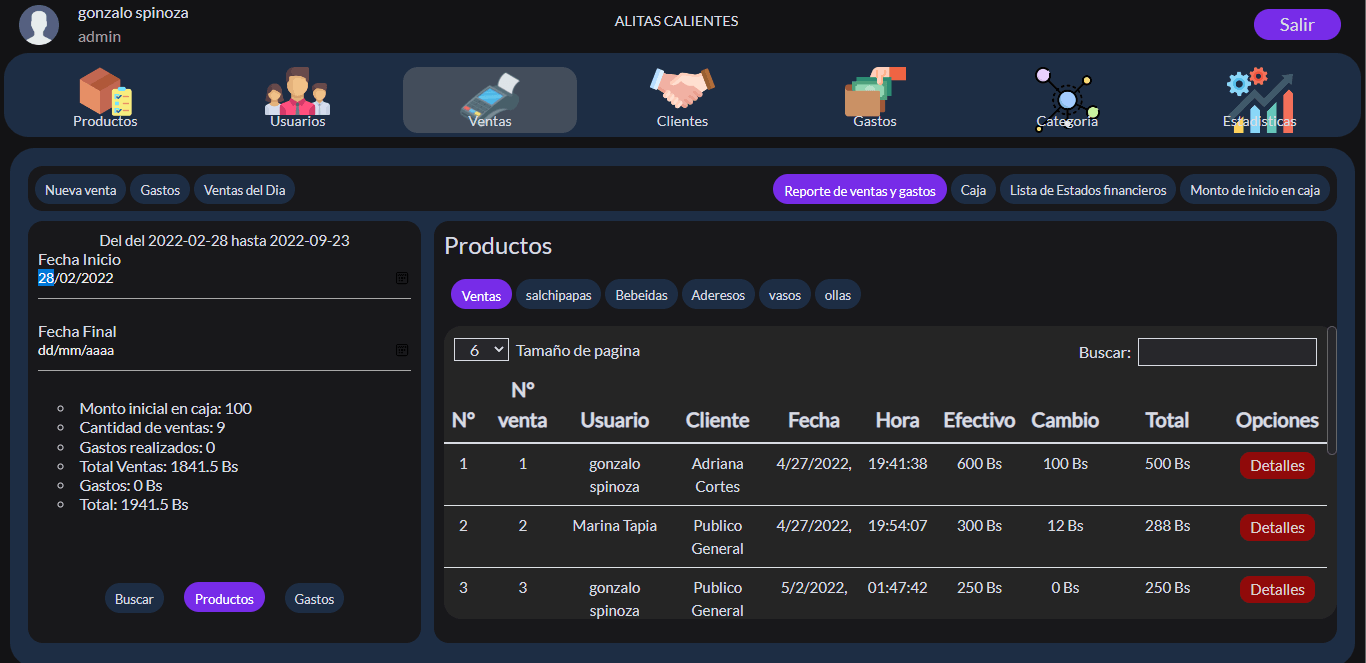 gonzalo spinoza
admin
ALITAS CALIENTES
Salir
Productos
Usuarios
Ventas
Clientes
Gastos
Categoria
Estadisticas
Nueva venta
Gastos
Ventas del Dia
Reporte de ventas y gastos
Caja
Lista de Estados financieros
Monto de inicio en caja
Del del 2022-02-28 hasta 2022-09-23
Fecha Inicio
28/02/2022
Fecha Final
dd/mm/aaaa
Monto inicial en caja: 100
Cantidad de ventas: 9
Gastos realizados: 0
Total Ventas: 1841.5 Bs
Gastos: 0 Bs
Total: 1941.5 Bs
Buscar
Productos
Gastos
Productos
Ventas
salchipapas
Bebeidas
Aderesos
vasos
ollas
6 Tamaño de pagina
Buscar:
N° N° venta Usuario Cliente Fecha Hora Efectivo Cambio Total Opciones
1 1 gonzalo spinoza Adriana Cortes 4/27/2022, 19:41:38 600 Bs 100 Bs 500 Bs Detalles
2 2 Marina Tapia Publico General 4/27/2022, 19:54:07 300 Bs 12 Bs 288 Bs Detalles
3 3 gonzalo spinoza Publico General 5/2/2022, 01:47:42 250 Bs 0 Bs 250 Bs Detalles